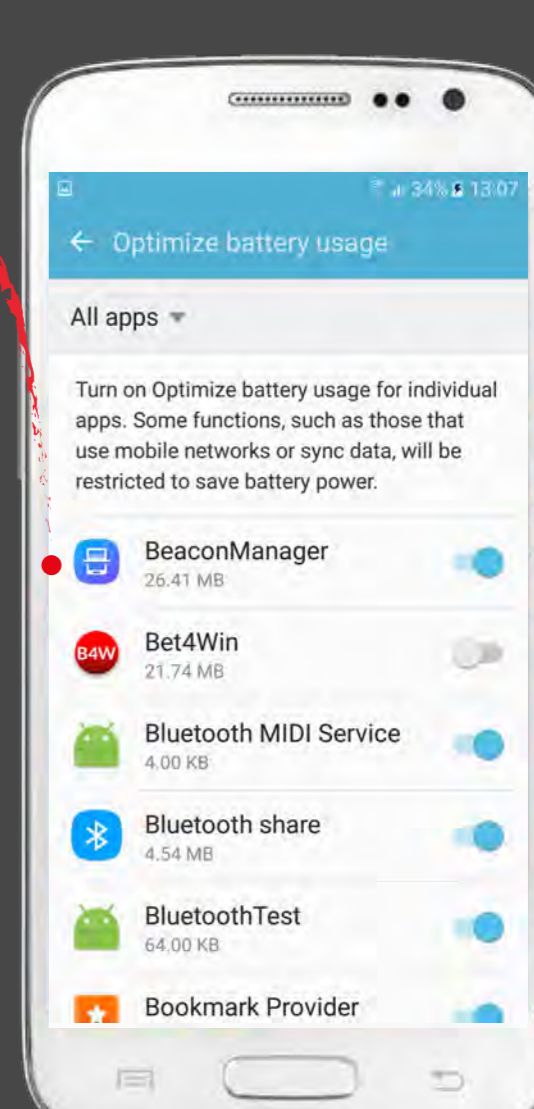 34% 13:07
Optimize battery usage
All apps
Turn on Optimize battery usage for individual
apps. Some functions, such as those that
use mobile networks or sync data, will be
restricted to save battery power.
BeaconManager
26.41 MB
B4W
Bet4Win
21.74 MB
Bluetooth MIDI Service
4.00 KB
Bluetooth share
4.54 MB
BluetoothTest
64.00 KB
Bookmark Provider